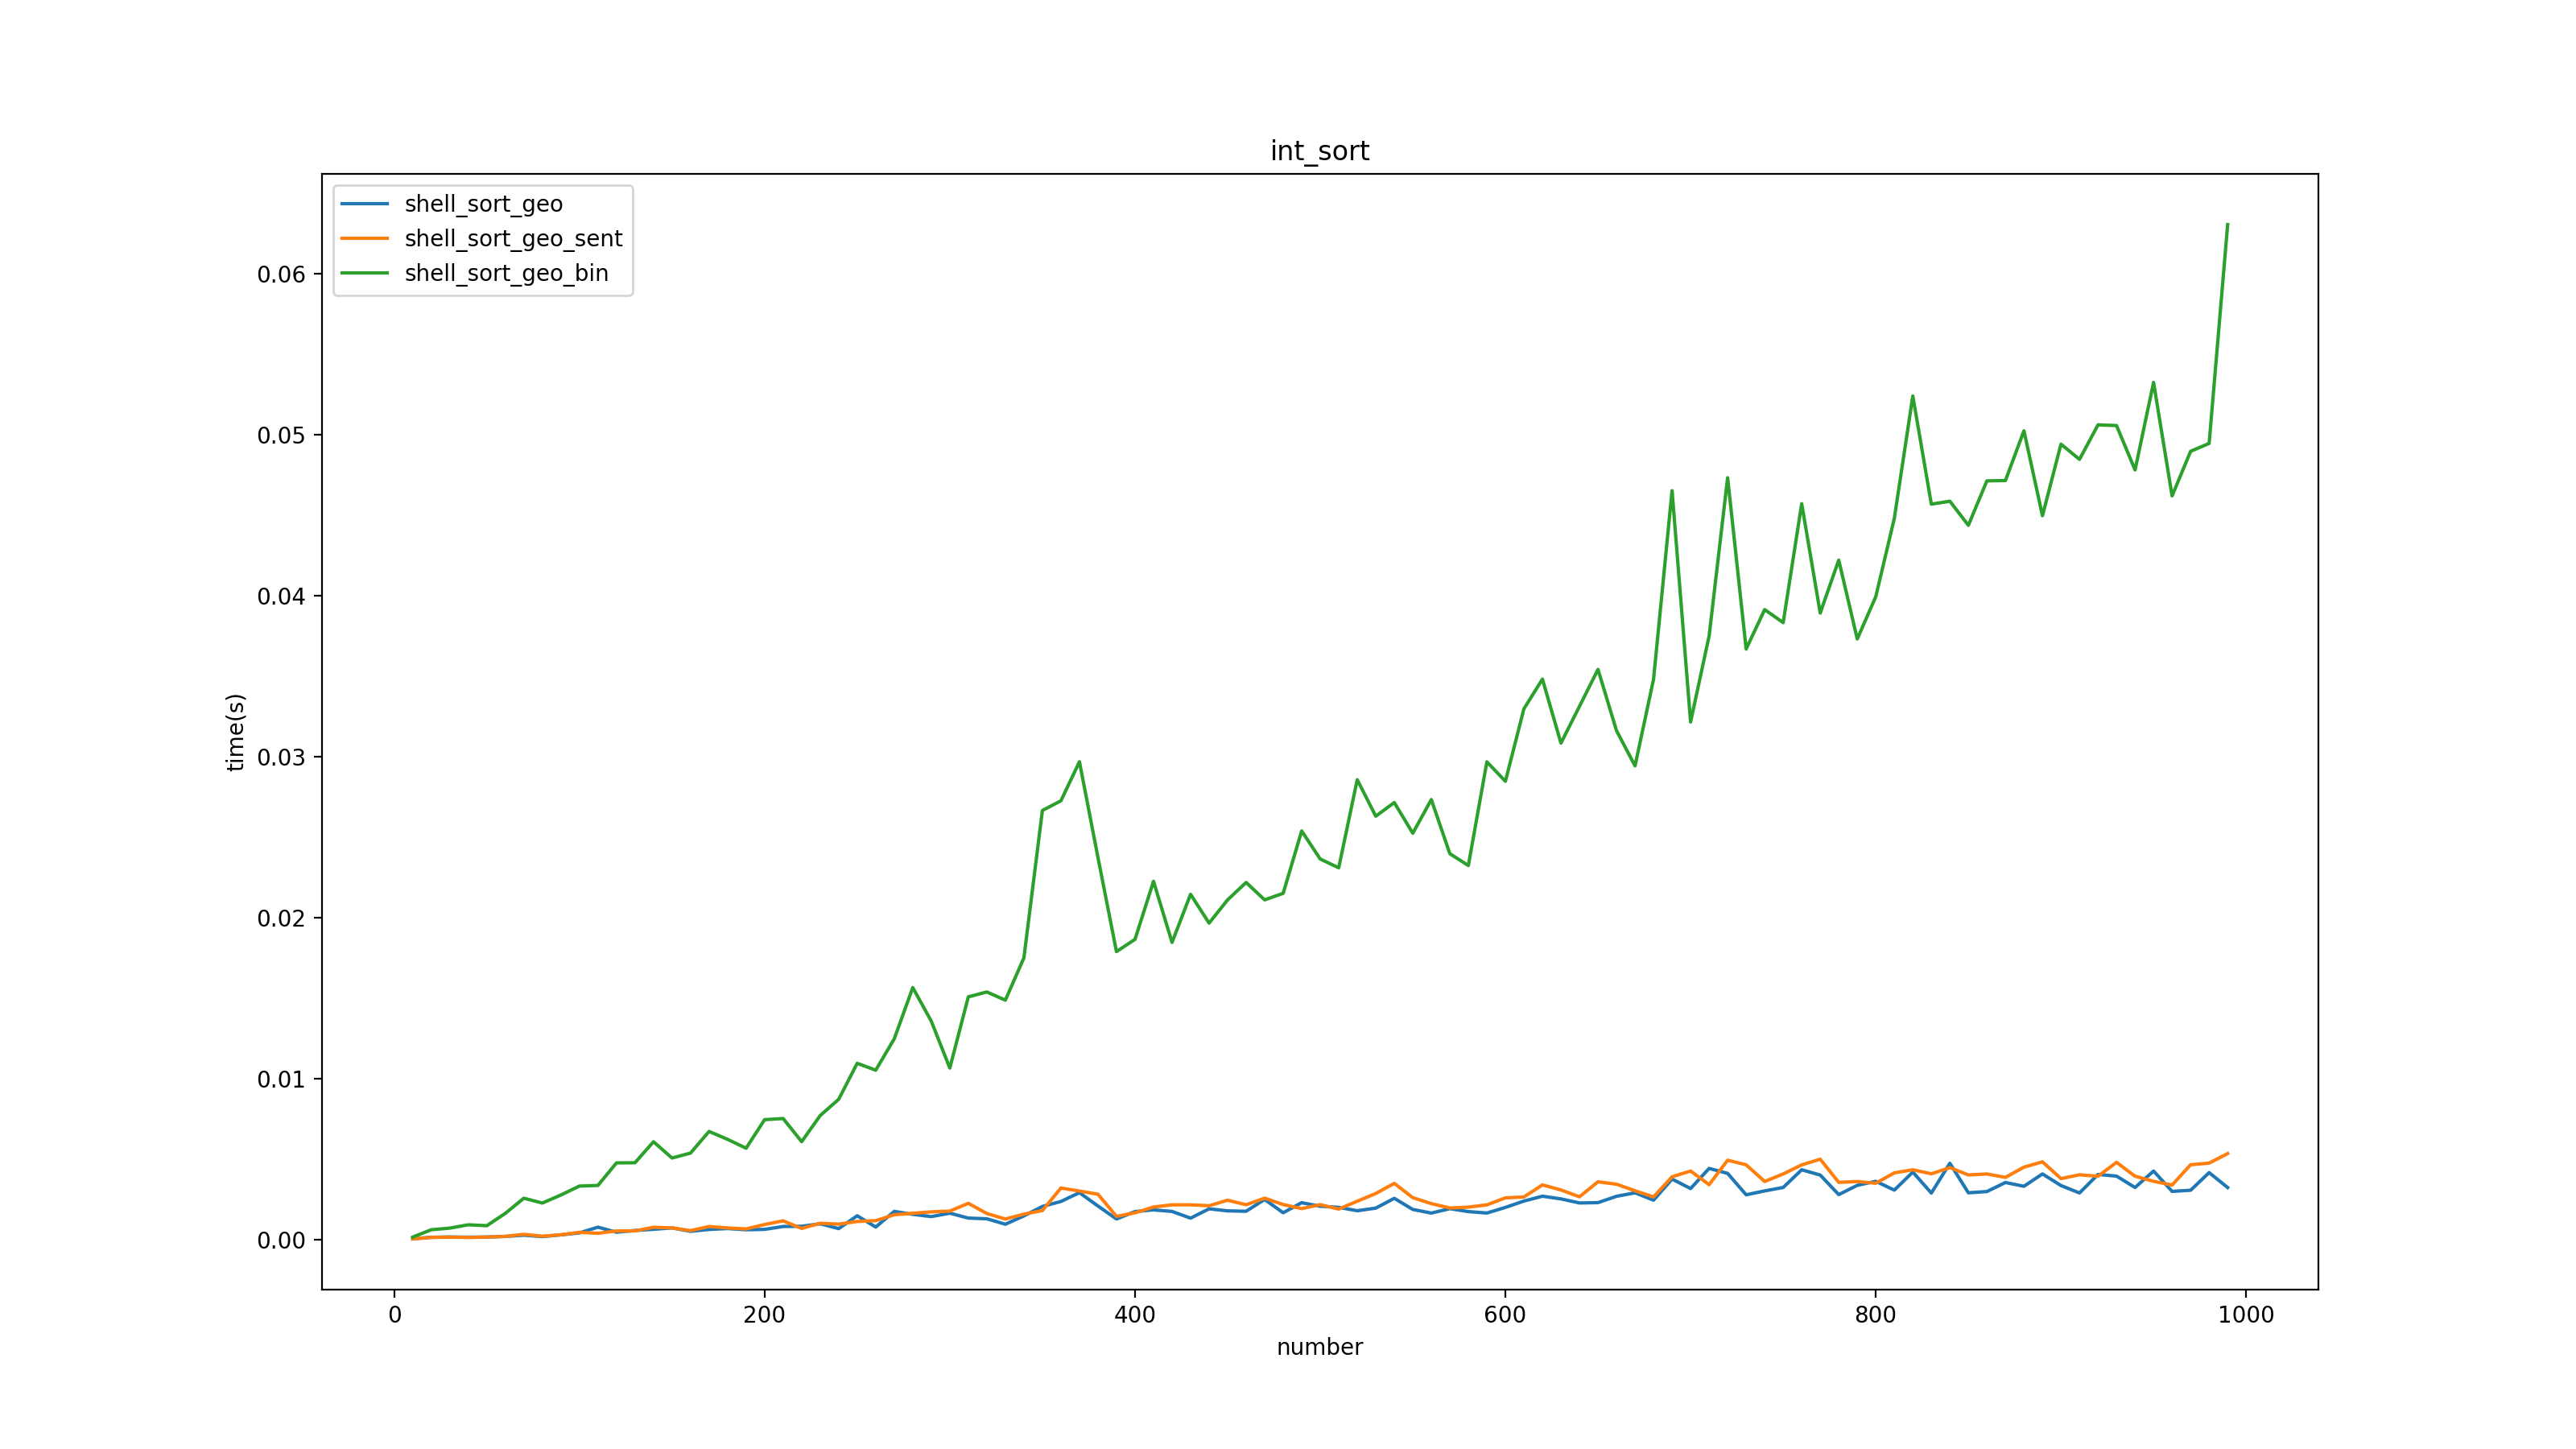 int_sort
shell_sort_geo
shell_sort_geo_sent
shell_sort_geo_bin
0.06
0.05
0.04
0.03
0.02
0.01
0.00
time(s)
0 200 400 600 800 1000
number